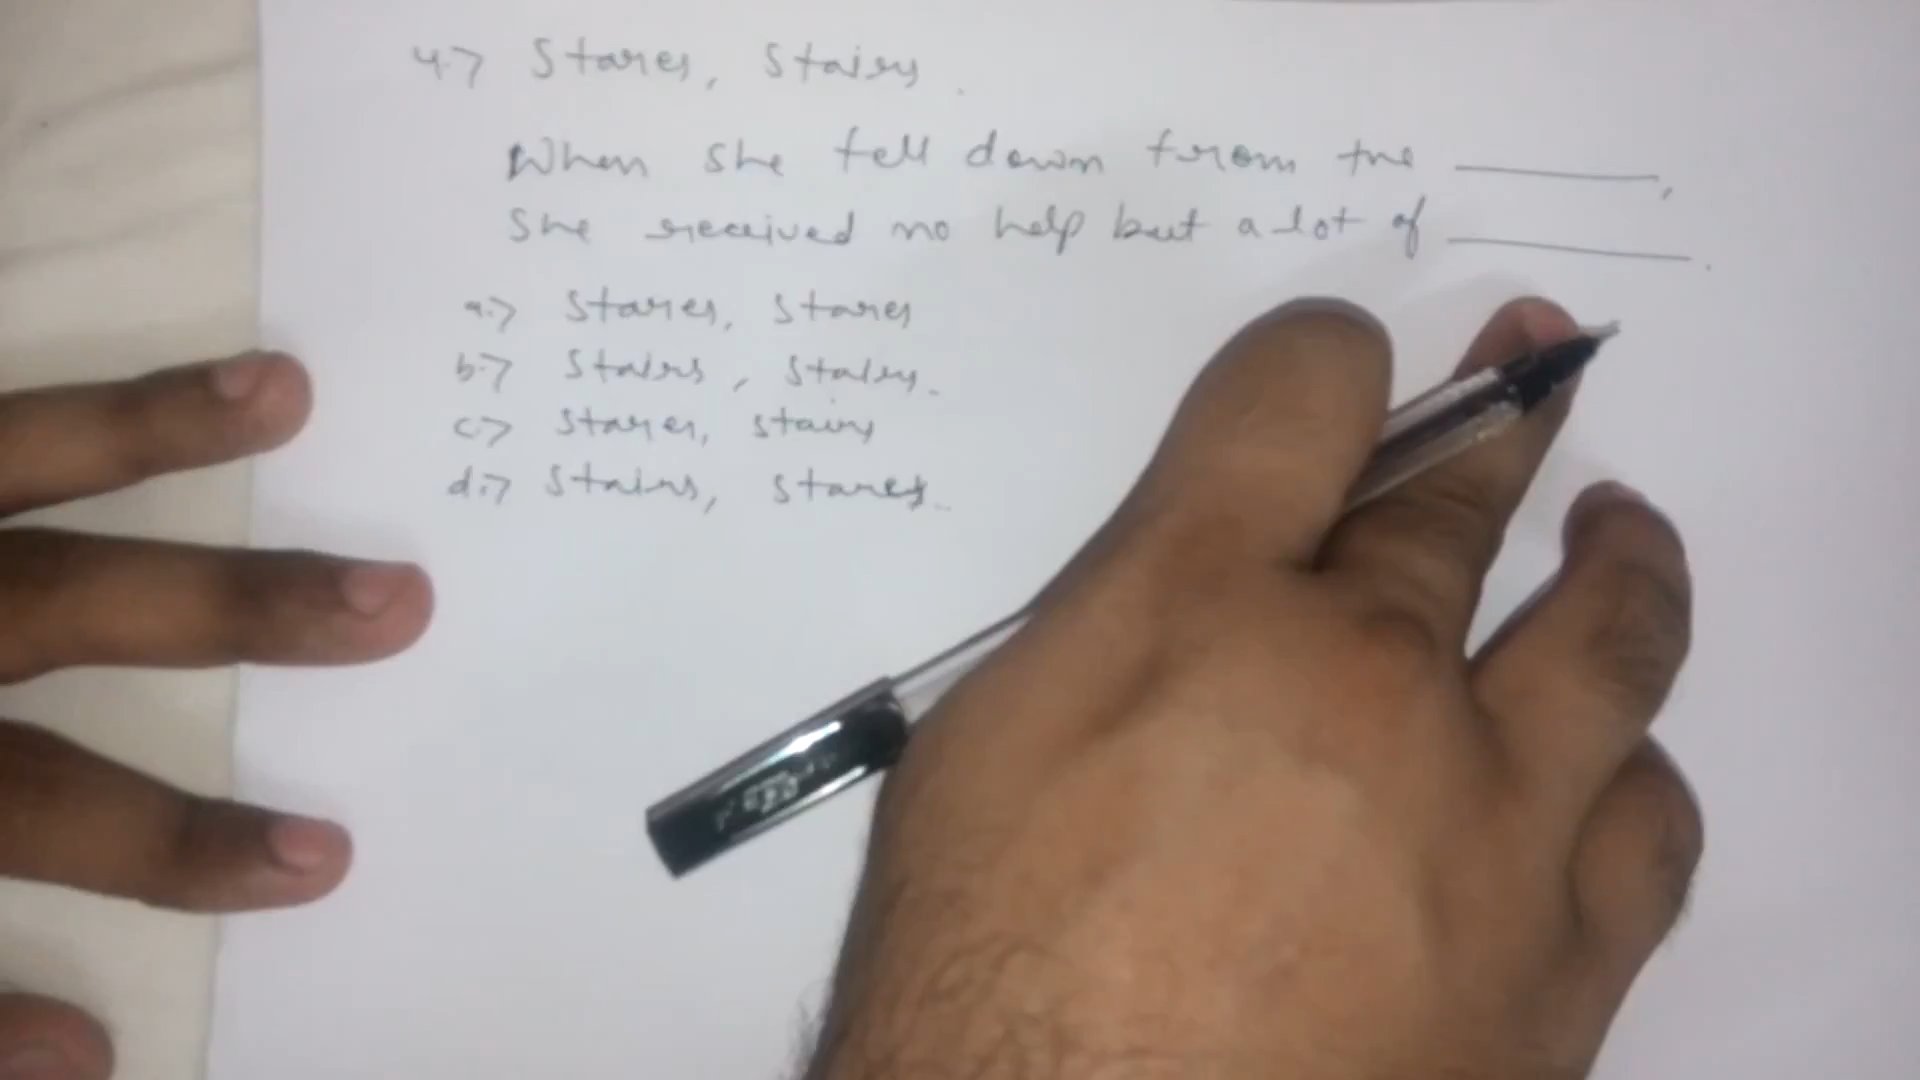 4.> Stares, Stairs.
When she fell down from the ______,
She received no help but a lot of ______.
a.> Stares, Stares
b.> Stairs, Stairs.
c.> Stares, stairs
d.> Stairs, Stares.